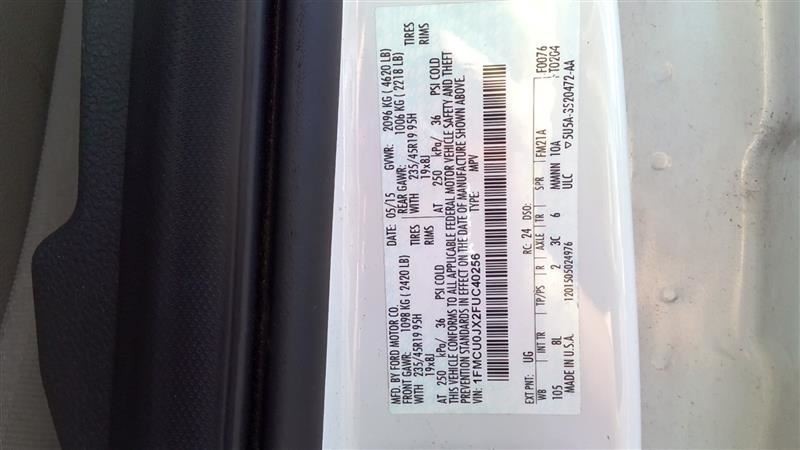 MFD. BY FORD MOTOR CO.
DATE: 05/15 GVWR: 2096 KG ( 4620 LB)
FRONT GAWR: 1098 KG ( 2420 LB) REAR GAWR: 1006 KG ( 2218 LB)
WITH 235/45R19 95H TIRES WITH 235/45R19 95H TIRES
19x8J RIMS 19x8J RIMS
AT 250 kPa/ 36 PSI COLD AT 250 kPa/ 36 PSI COLD
THIS VEHICLE CONFORMS TO ALL APPLICABLE FEDERAL MOTOR VEHICLE SAFETY AND THEFT
PREVENTION STANDARDS IN EFFECT ON THE DATE OF MANUFACTURE SHOWN ABOVE.
VIN: 1FMCU0JX2FUC40256 TYPE: MPV
F0076
T02G4
EXT PNT: UG RC: 24 DSO: FM21A
WB INT TR TP/PS R AXLE TR SPR
105 8L 2 3C 6 MMNN 10A
MADE IN U.S.A. 1201505024976 ULC ▽5U5A-3520472-AA